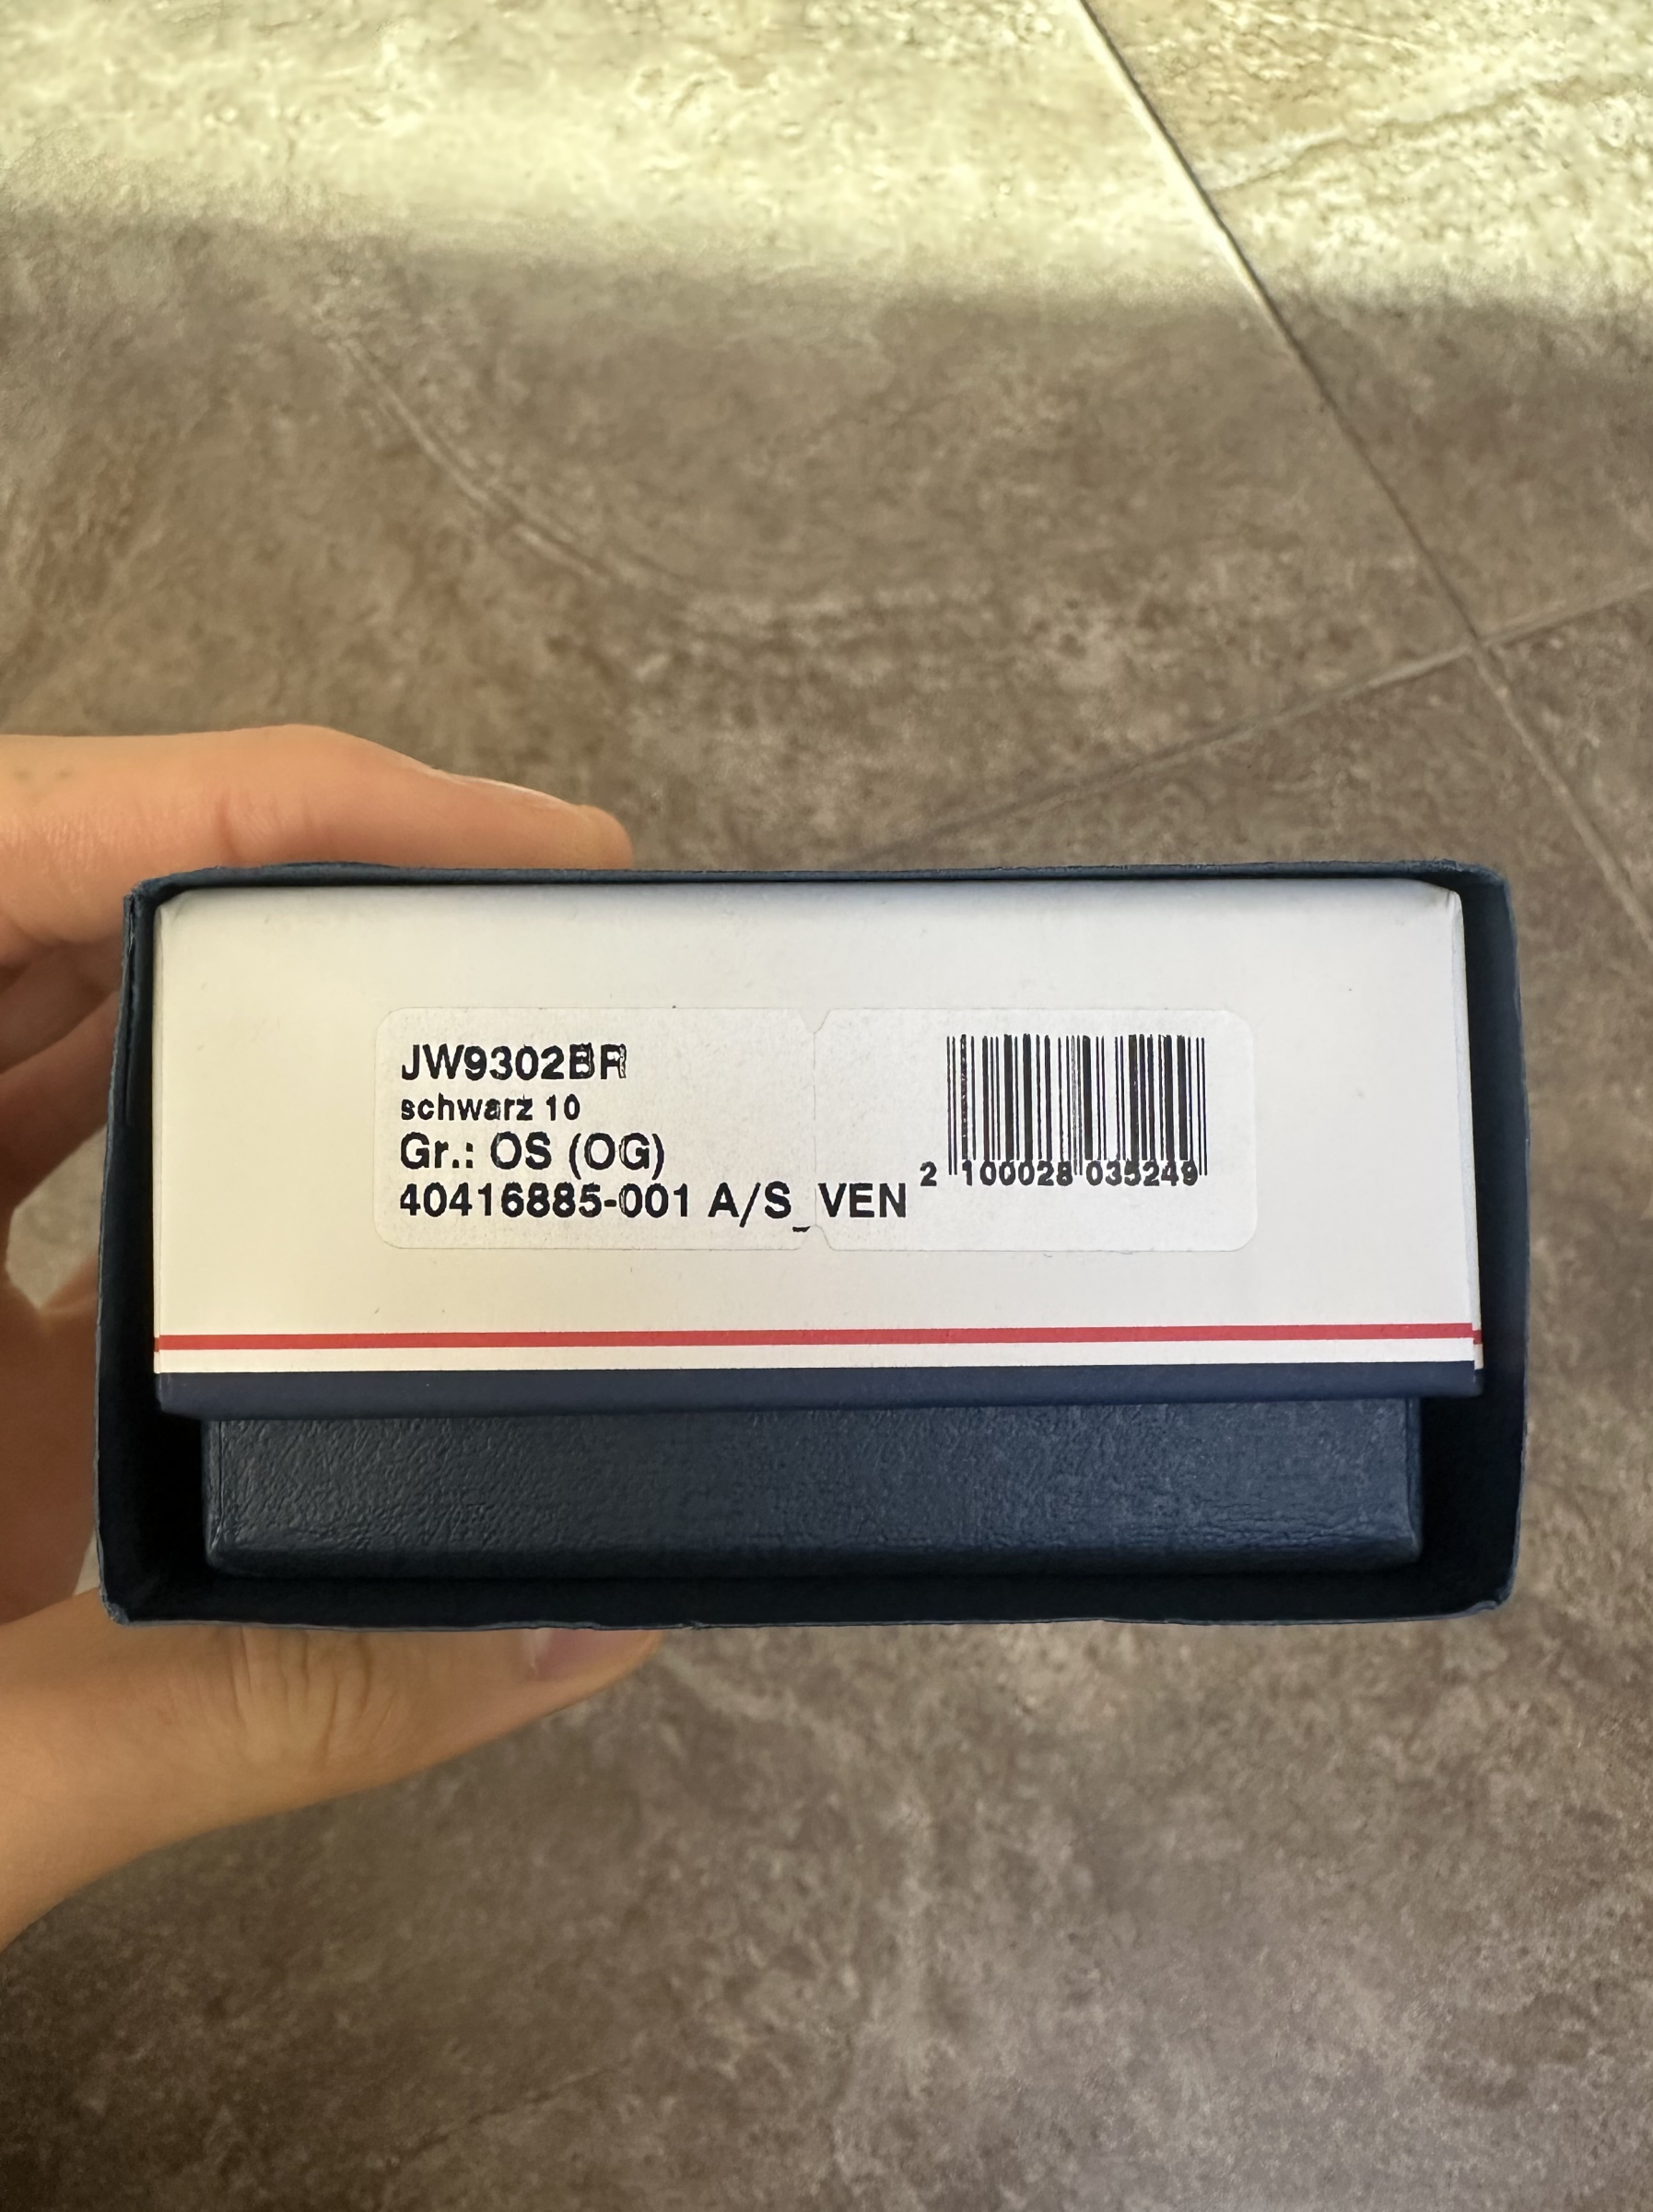 JW9302BR
schwarz 10
Gr.: OS (OG)
40416885-001 A/S_VEN
2 100028 035249